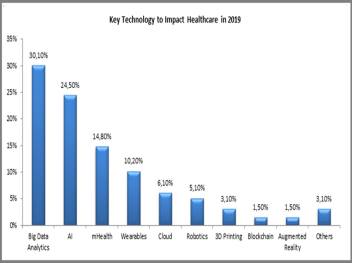 Key Technology to Impact Healthcare in 2019
35%
30%
25%
20%
15%
10%
5%
0%
30,10%
24,50%
14,80%
10,20%
6,10%
5,10%
3,10%
1,50%
1,50%
3,10%
Big Data Analytics
AI
mHealth
Wearables
Cloud
Robotics
3D Printing
Blockchain
Augmented Reality
Others